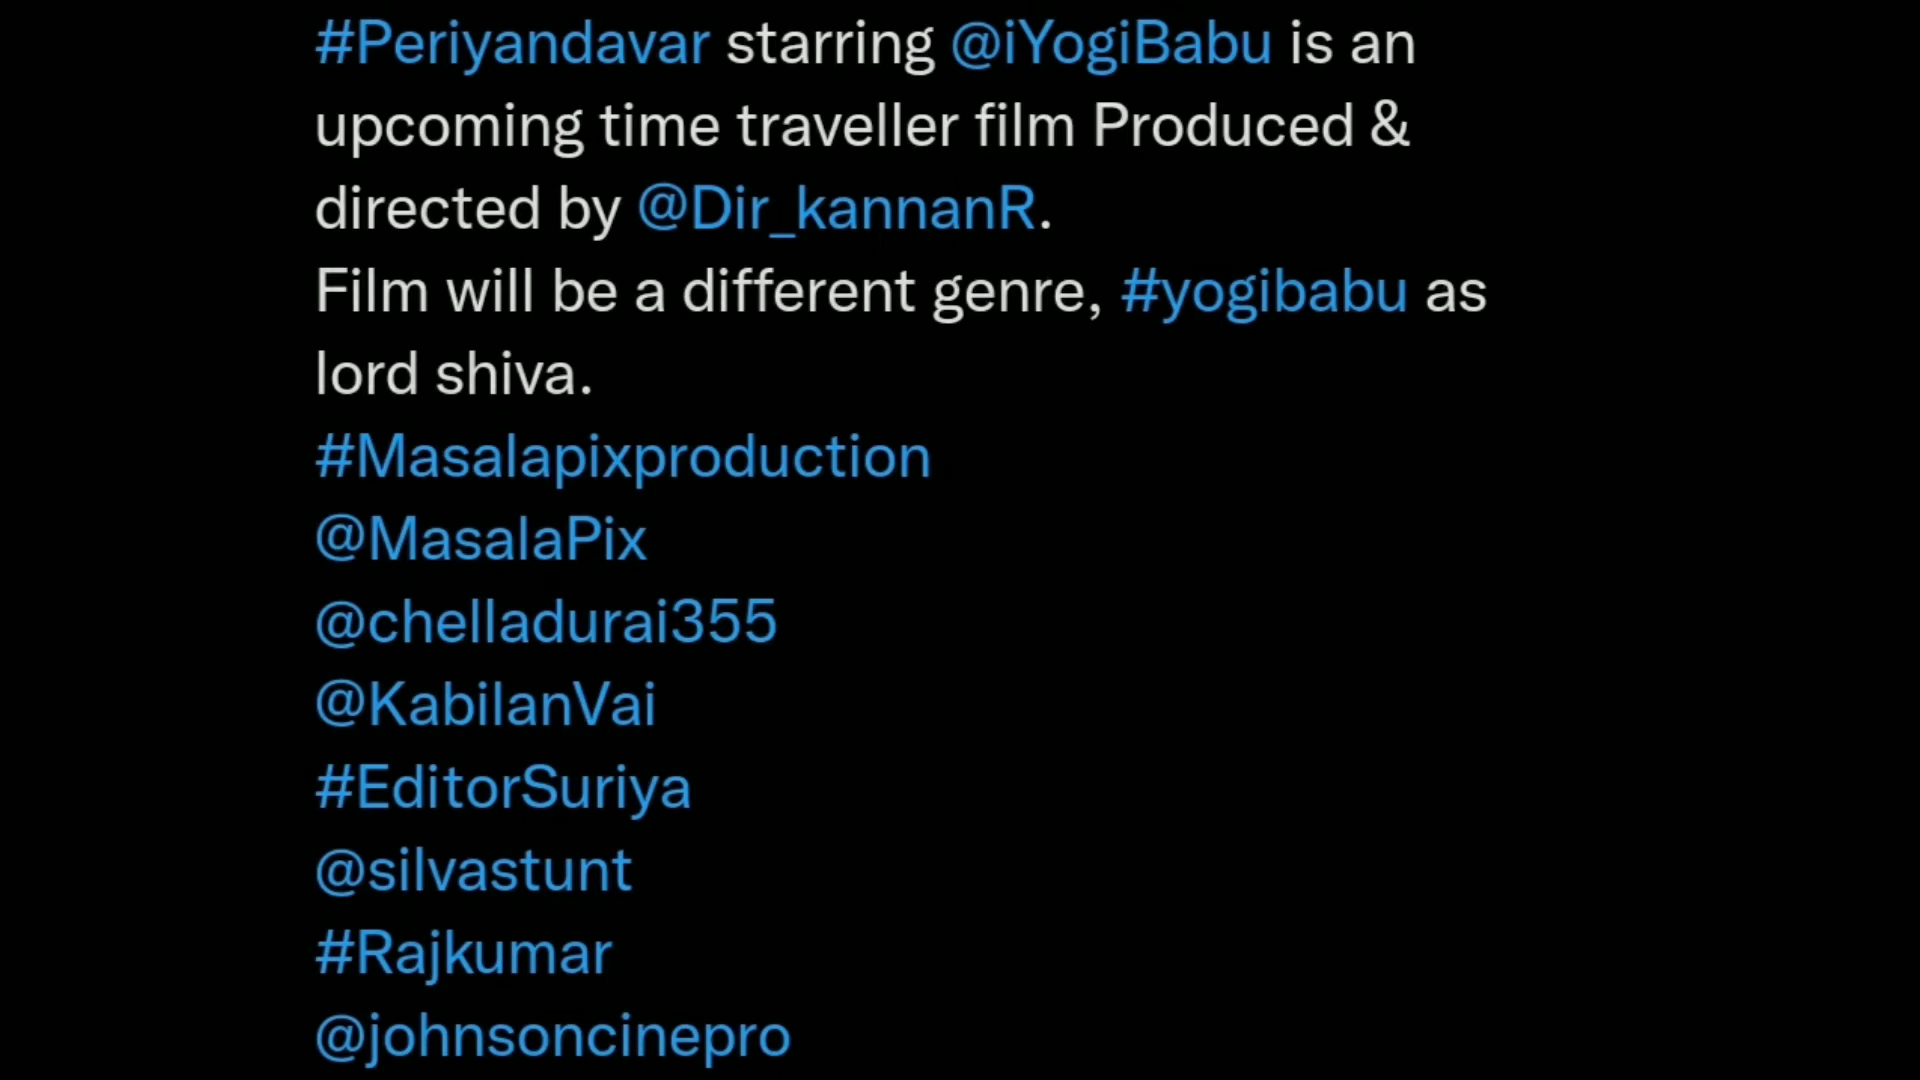 #Periyandavar starring @iYogiBabu is an
upcoming time traveller film Produced &
directed by @Dir_kannanR.
Film will be a different genre, #yogibabu as
lord shiva.
#Masalapixproduction
@MasalaPix
@chelladurai355
@KabilanVai
#EditorSuriya
@silvastunt
#Rajkumar
@johnsoncinepro